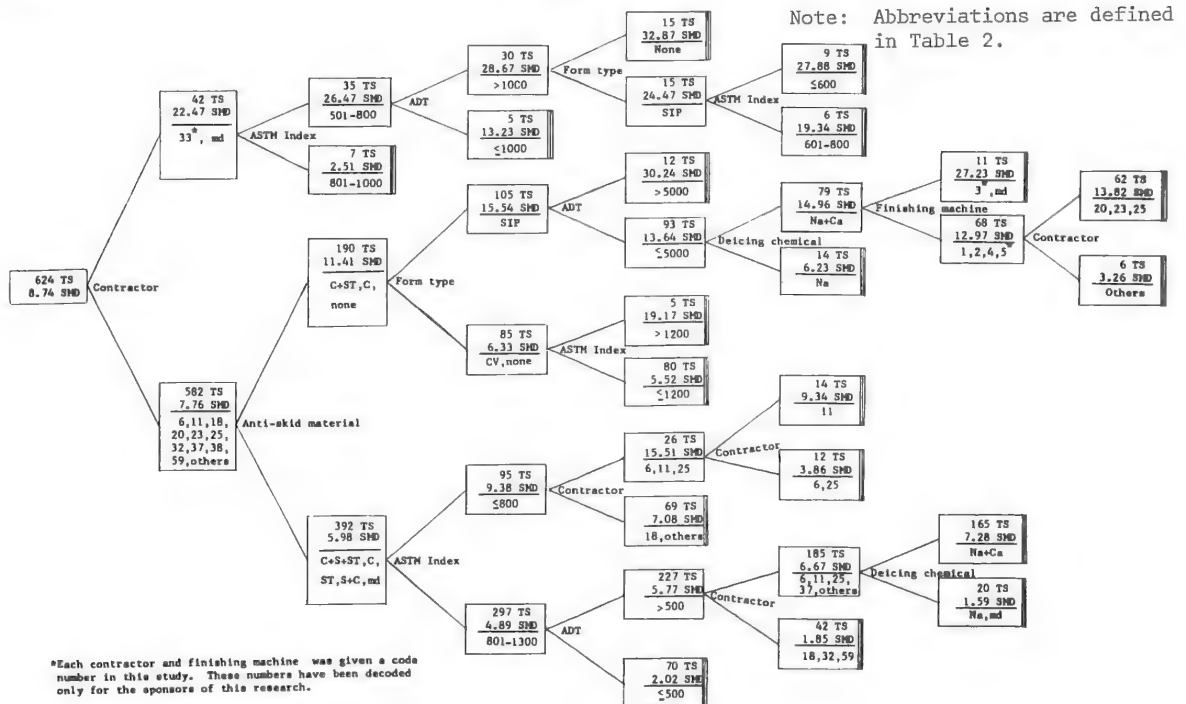 Note: Abbreviations are defined
in Table 2.
624 TS
8.74 SMD
Contractor
42 TS
22.47 SMD
33*, md
ASTM Index
35 TS
26.47 SMD
501-800
ADT
30 TS
28.67 SMD
>1000
Form type
15 TS
32.87 SMD
None
15 TS
24.47 SMD
SIP
ASTM Index
9 TS
27.88 SMD
≤600
6 TS
19.34 SMD
601-800
5 TS
13.23 SMD
≤1000
7 TS
2.51 SMD
801-1000
582 TS
7.76 SMD
6,11,18,
20,23,25,
32,37,38,
59,others
Anti-skid material
190 TS
11.41 SMD
C+ST,C,
none
Form type
105 TS
15.54 SMD
SIP
ADT
12 TS
30.24 SMD
>5000
93 TS
13.64 SMD
≤5000
Deicing chemical
79 TS
14.96 SMD
Na+Ca
Finishing machine
11 TS
27.23 SMD
3*,md
68 TS
12.97 SMD
1,2,4,5*
Contractor
62 TS
13.82 SMD
20,23,25
6 TS
3.26 SMD
Others
14 TS
6.23 SMD
Na
85 TS
6.33 SMD
CV,none
ASTM Index
5 TS
19.17 SMD
>1200
80 TS
5.52 SMD
≤1200
392 TS
5.98 SMD
C+S+ST,C,
ST,S+C,md
ASTM Index
95 TS
9.38 SMD
≤800
Contractor
26 TS
15.51 SMD
6,11,25
Contractor
14 TS
9.34 SMD
11
12 TS
3.86 SMD
6,25
69 TS
7.08 SMD
18,others
297 TS
4.89 SMD
801-1300
ADT
227 TS
5.77 SMD
>500
Contractor
185 TS
6.67 SMD
6,11,25,
37,others
Deicing chemical
165 TS
7.28 SMD
Na+Ca
20 TS
1.59 SMD
Na,md
42 TS
1.85 SMD
18,32,59
70 TS
2.02 SMD
≤500
*Each contractor and finishing machine was given a code
number in this study. These numbers have been decoded
only for the sponsors of this research.